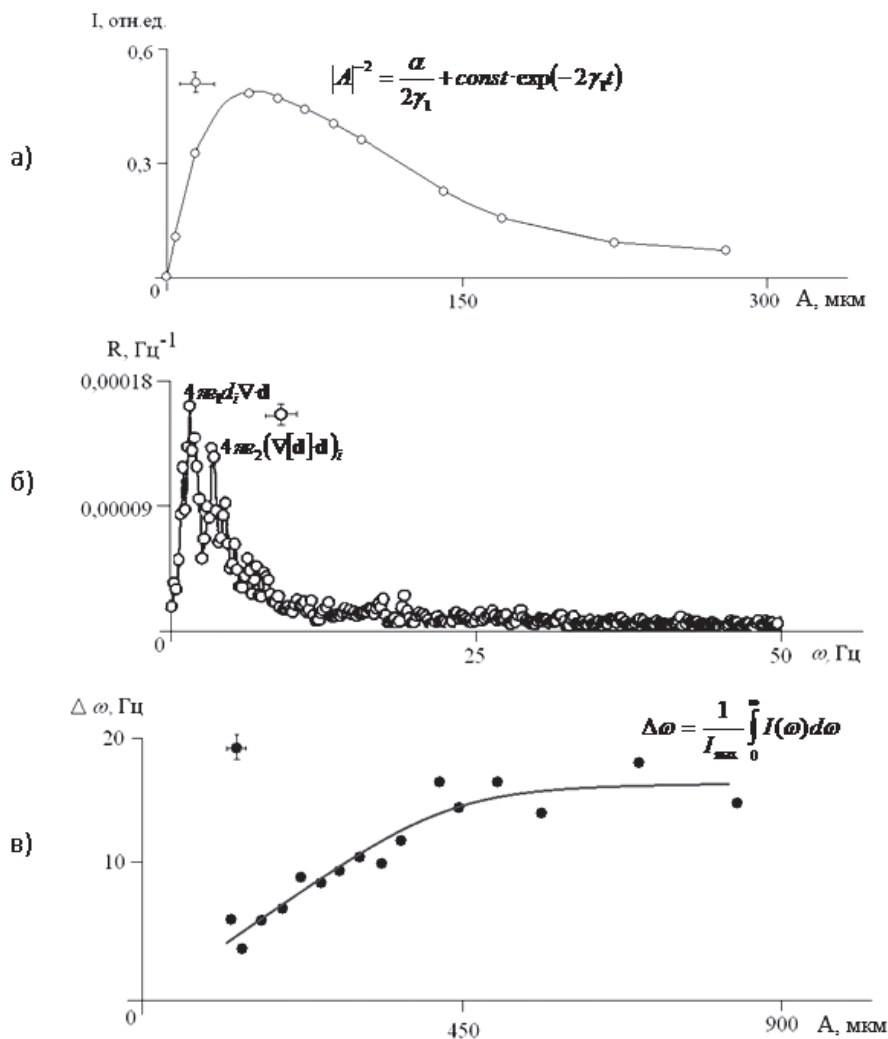 I, отн.ед.
0,6
|A|⁻² = α/2γ₁ + const·exp(−2γ₁t)
а)
0,3
0
150
300
A, мкм
R, Гц⁻¹
0,00018
4πe₁dᵢ∇·d
4πe₂(∇[d]·d)ᵢ
б)
0,00009
0
25
50
ω, Гц
△ ω, Гц
20
Δω = 1/Iₘₐₓ ∫₀^∞ I(ω)dω
в)
10
0
450
900
A, мкм